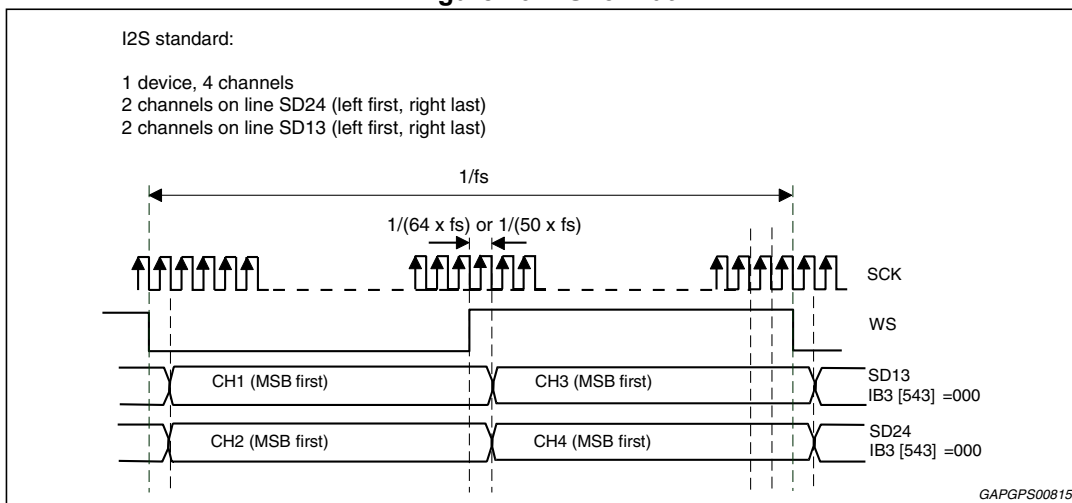 I2S standard:
1 device, 4 channels
2 channels on line SD24 (left first, right last)
2 channels on line SD13 (left first, right last)
1/fs
1/(64 x fs) or 1/(50 x fs)
SCK
WS
CH1 (MSB first)
CH3 (MSB first)
SD13
IB3 [543] =000
CH2 (MSB first)
CH4 (MSB first)
SD24
IB3 [543] =000
GAPGPS00815